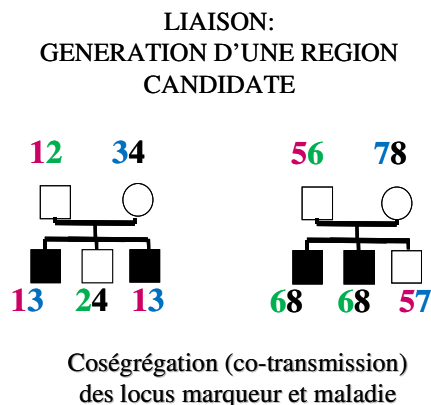 LIAISON:
GENERATION D'UNE REGION
CANDIDATE
12 34 56 78
13 24 13 68 68 57
Coségrégation (co-transmission)
des locus marqueur et maladie